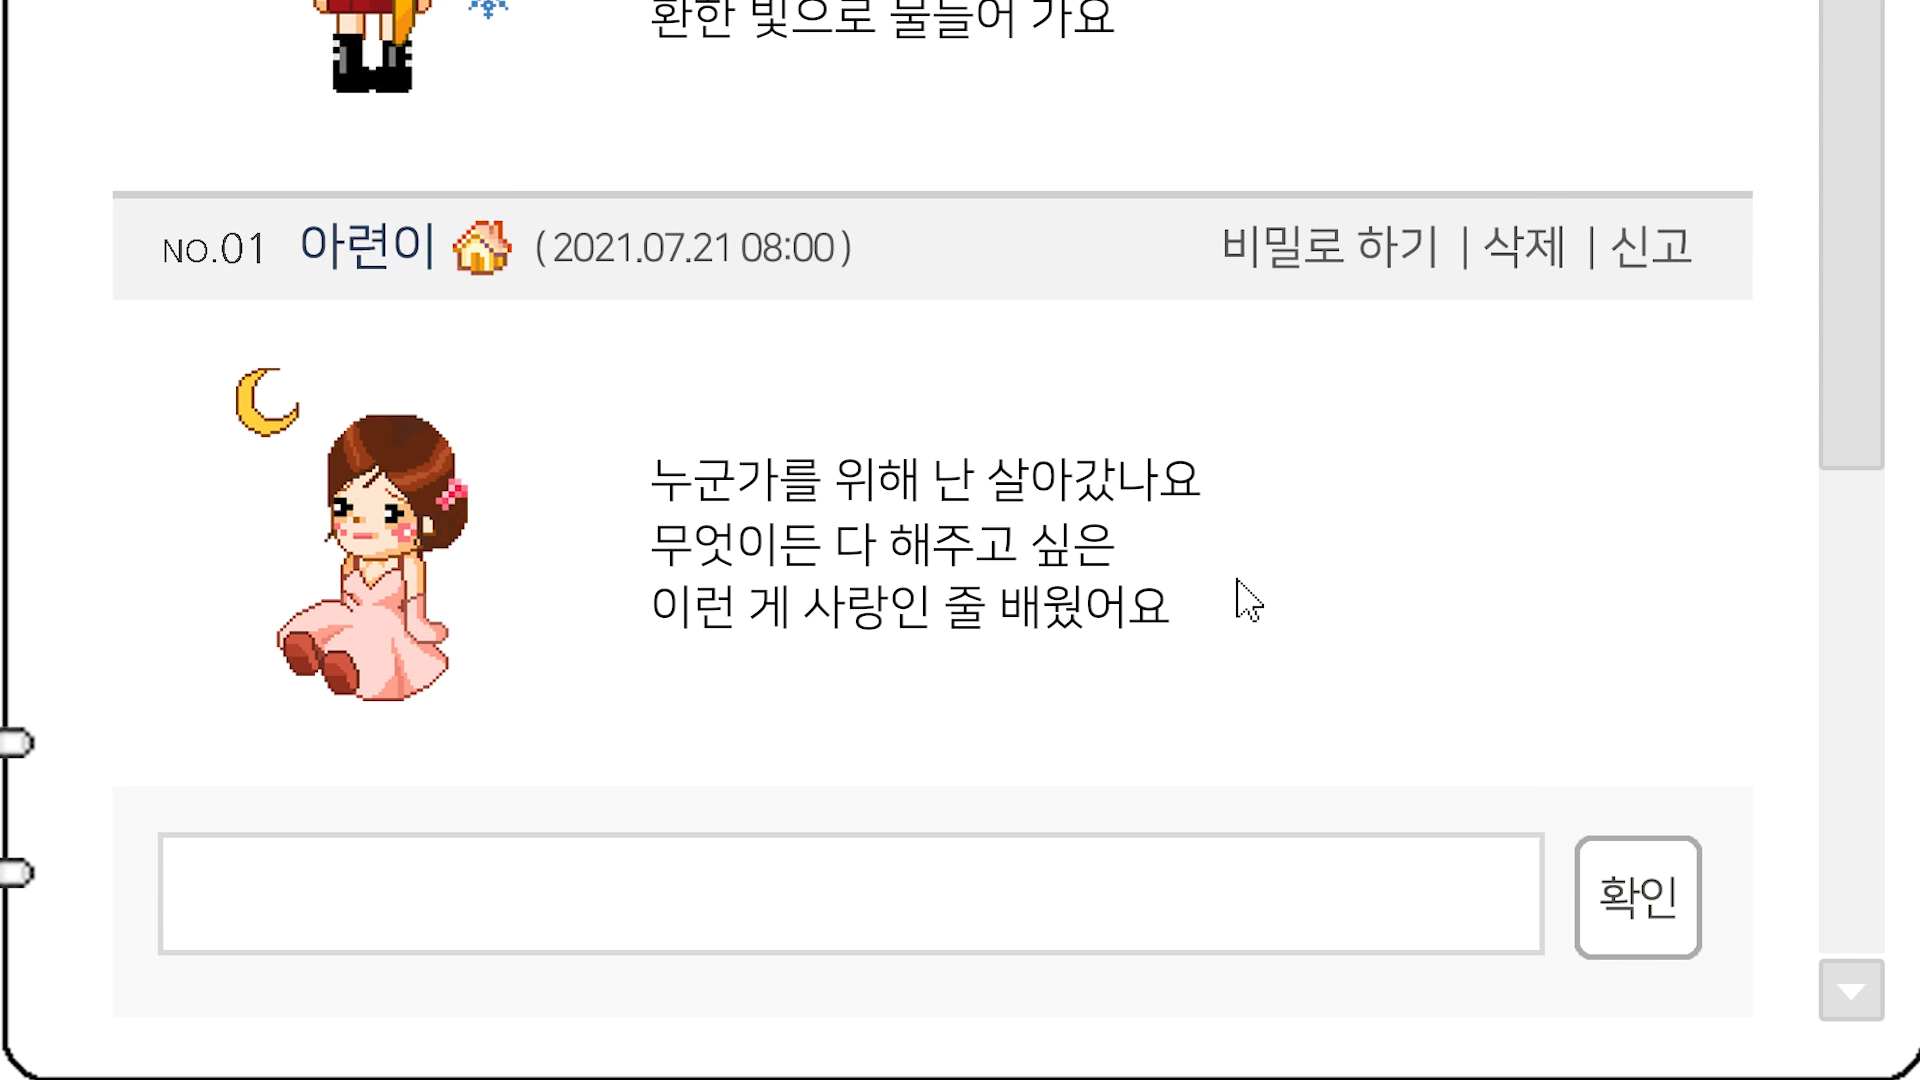 환한 빛으로 물들어 가요
NO.01 아련이 (2021.07.21 08:00) 비밀로 하기 | 삭제 | 신고
누군가를 위해 난 살아갔나요
무엇이든 다 해주고 싶은
이런 게 사랑인 줄 배웠어요
확인